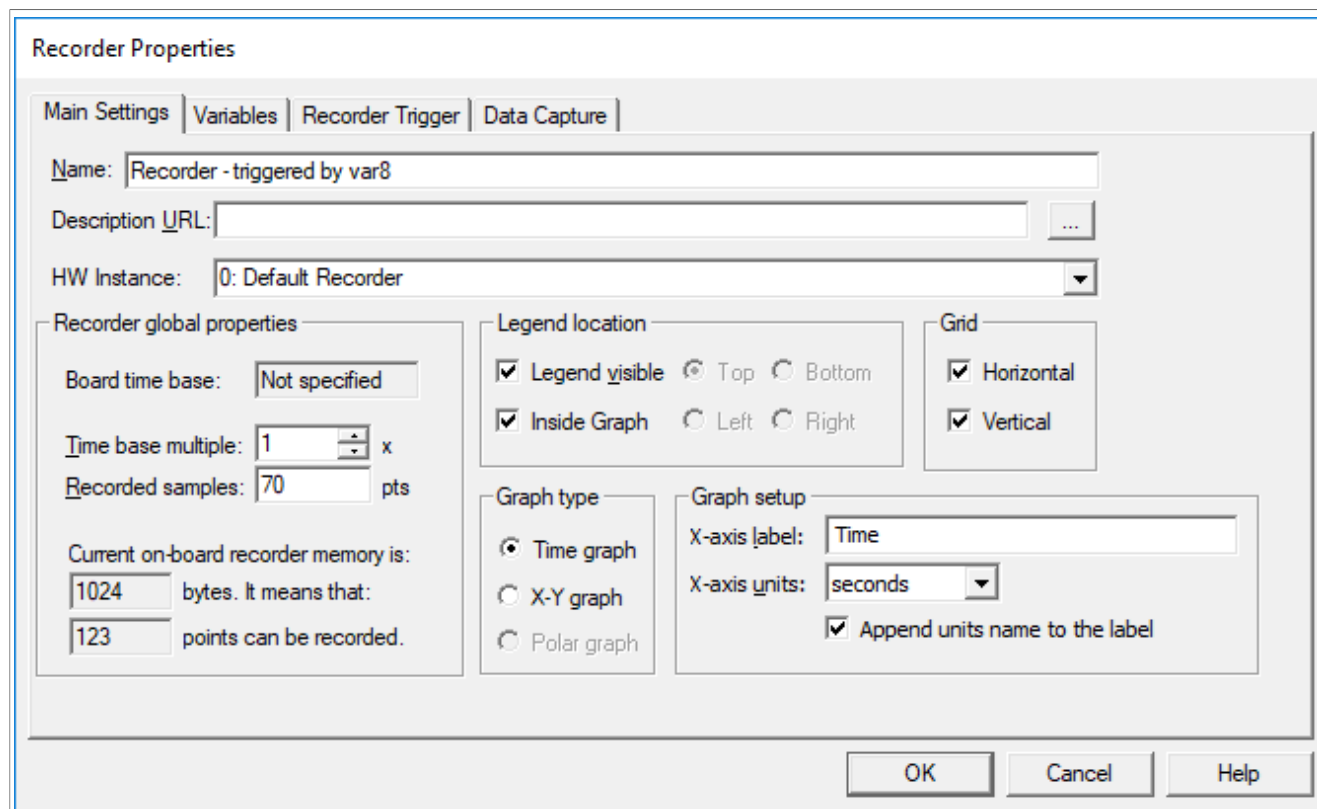 Recorder Properties
Main Settings Variables Recorder Trigger Data Capture
Name: Recorder - triggered by var8
Description URL: ...
HW Instance: 0: Default Recorder
Recorder global properties
Board time base: Not specified
Time base multiple: 1 x
Recorded samples: 70 pts
Current on-board recorder memory is:
1024 bytes. It means that:
123 points can be recorded.
Legend location
Legend visible Top Bottom
Inside Graph Left Right
Grid
Horizontal
Vertical
Graph type
Time graph
X-Y graph
Polar graph
Graph setup
X-axis label: Time
X-axis units: seconds
Append units name to the label
OK Cancel Help